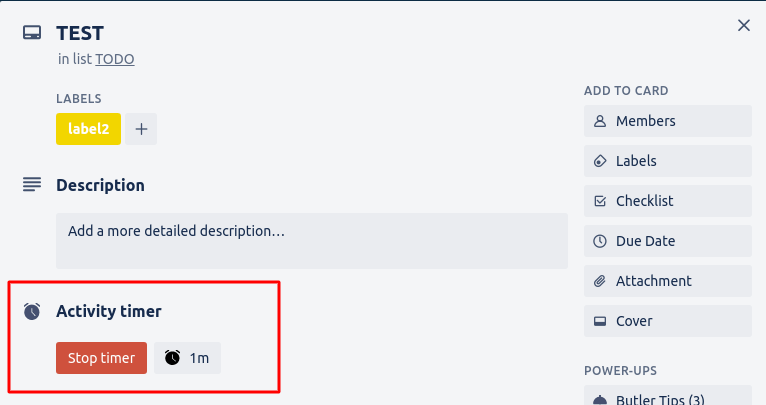 TEST
in list TODO
LABELS
label2
Description
Add a more detailed description…
Activity timer
Stop timer 1m
ADD TO CARD
Members
Labels
Checklist
Due Date
Attachment
Cover
POWER-UPS
Butler Tips (3)